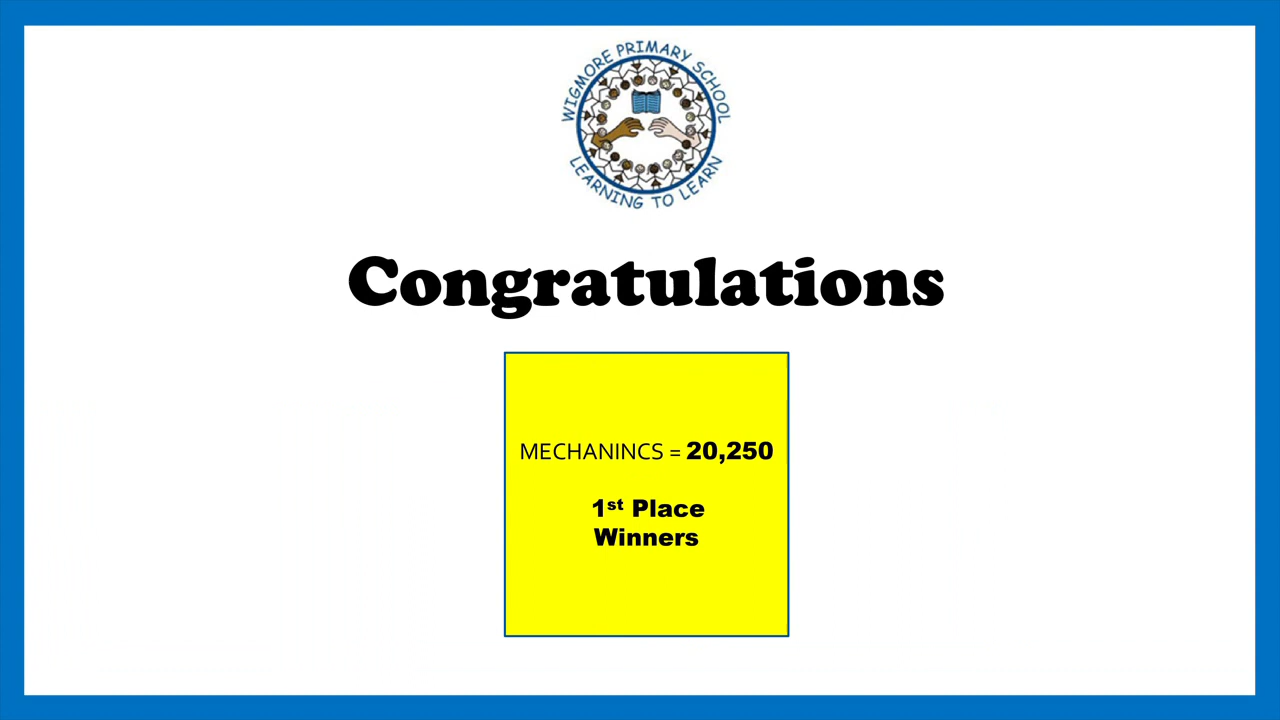 WIGMORE PRIMARY SCHOOL
LEARNING TO LEARN
Congratulations
MECHANINCS = 20,250
1st Place
Winners